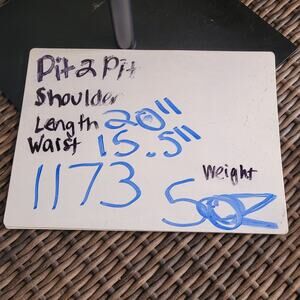 Pit 2 Pit
Shoulder
Length 20"
Waist 15.5"
Weight
1173
5oz